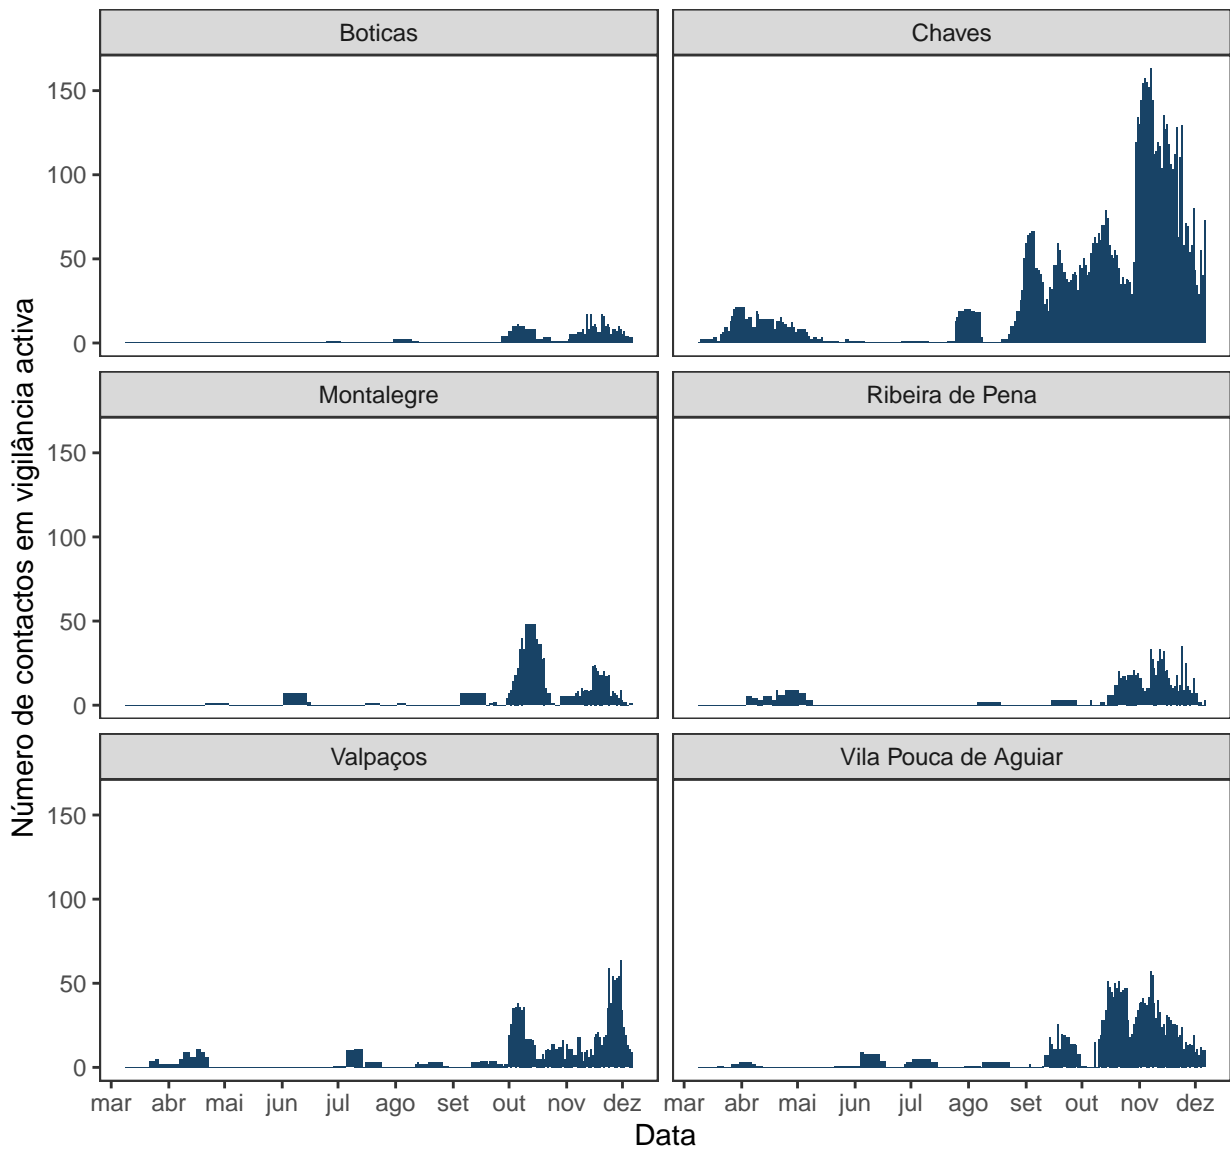 Boticas
Chaves
150
100
50
0
Montalegre
Ribeira de Pena
150
100
50
0
Valpaços
Vila Pouca de Aguiar
150
100
50
0
Número de contactos em vigilância activa
mar abr mai jun jul ago set out nov dez
mar abr mai jun jul ago set out nov dez
Data